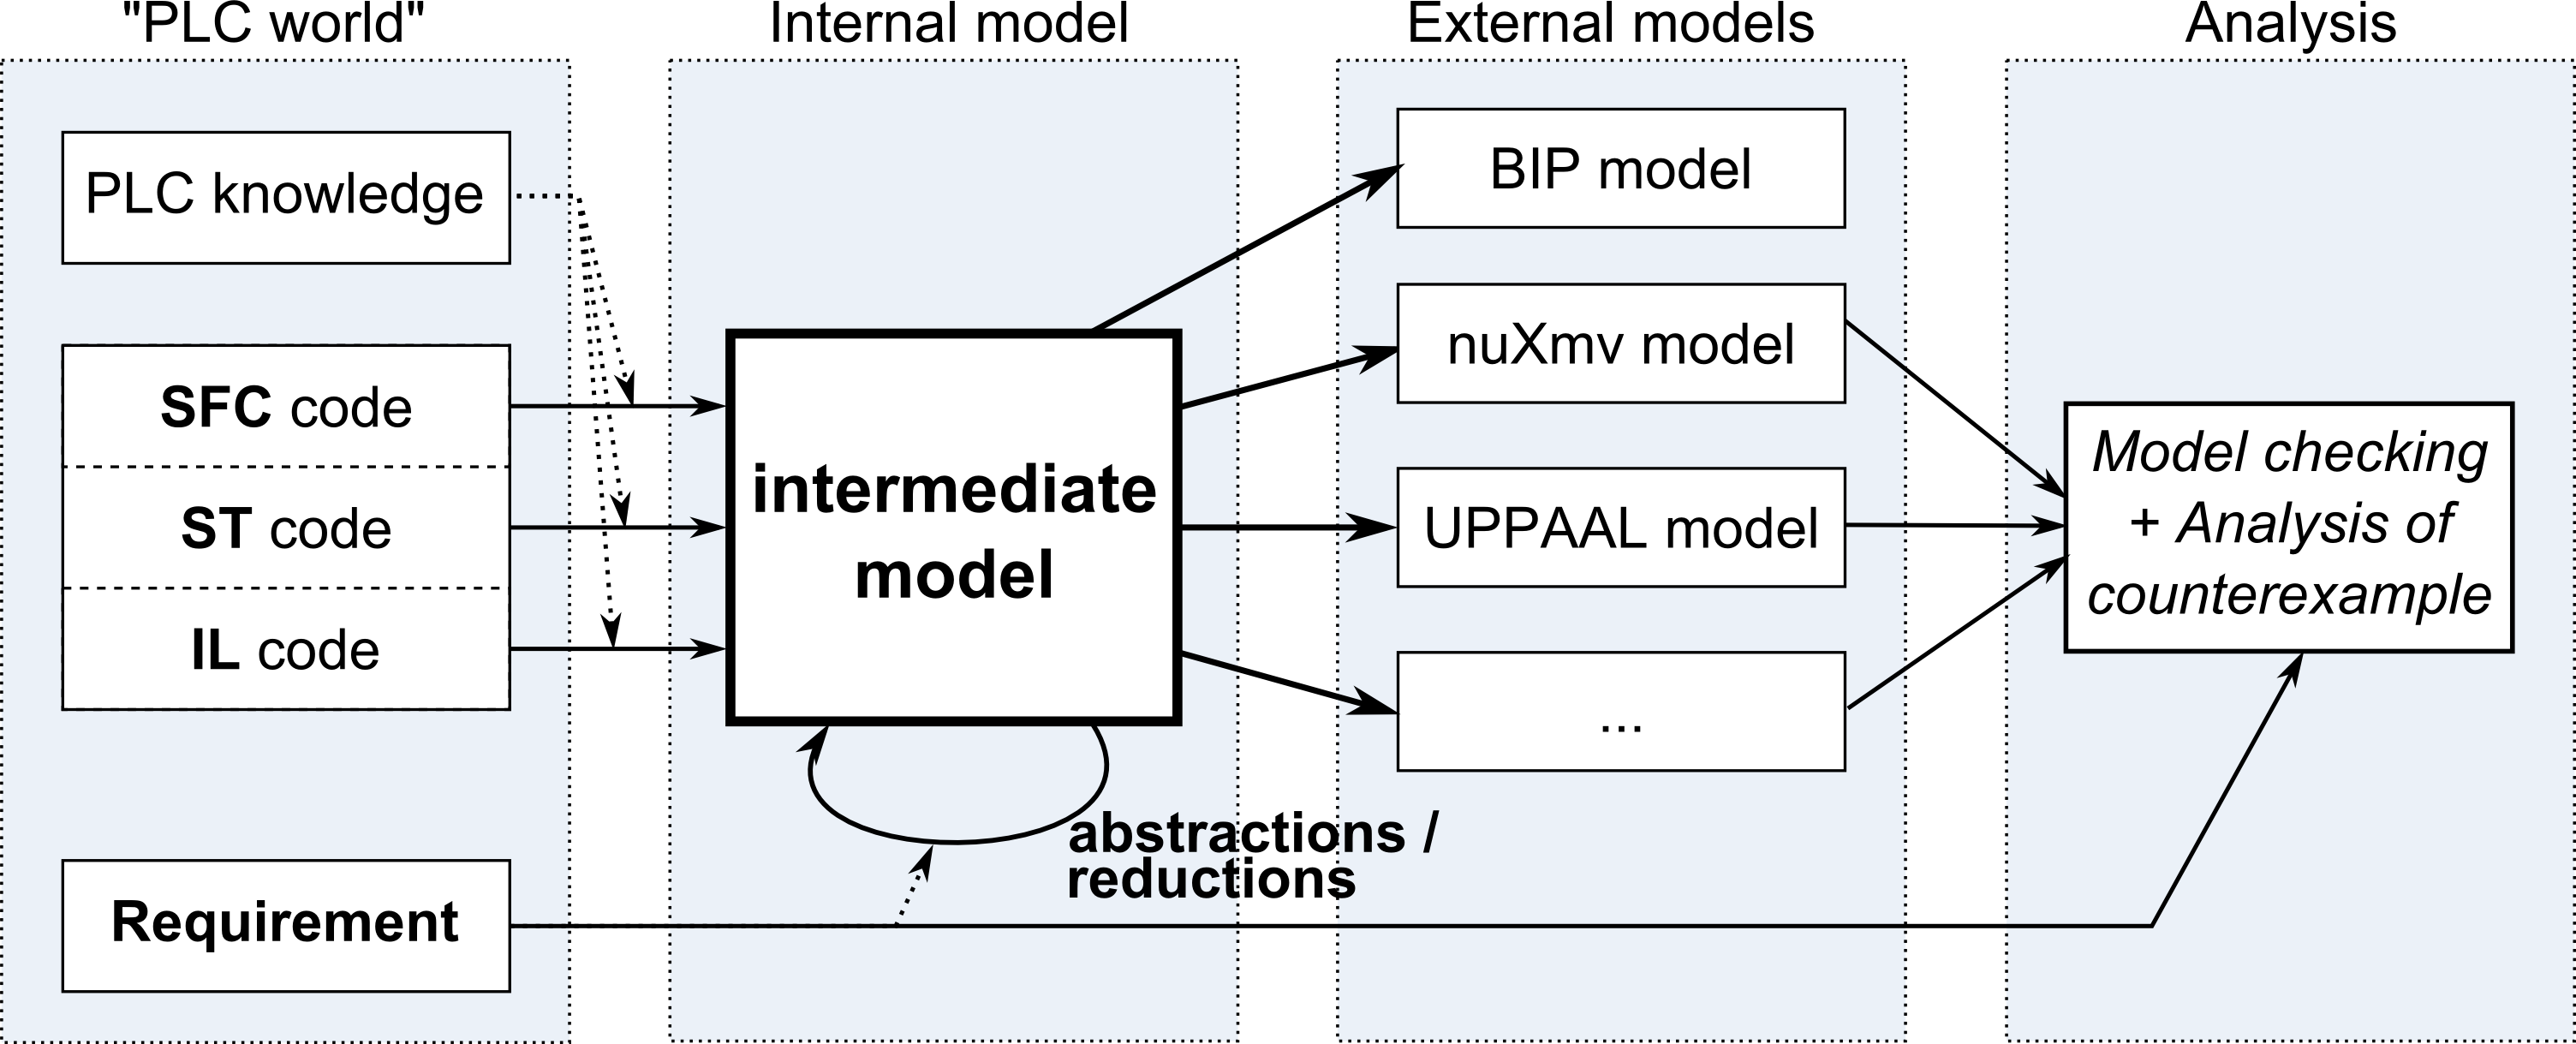 "PLC world"
Internal model
External models
Analysis
PLC knowledge
SFC code
ST code
IL code
Requirement
intermediate
model
abstractions /
reductions
BIP model
nuXmv model
UPPAAL model
...
Model checking
+ Analysis of
counterexample